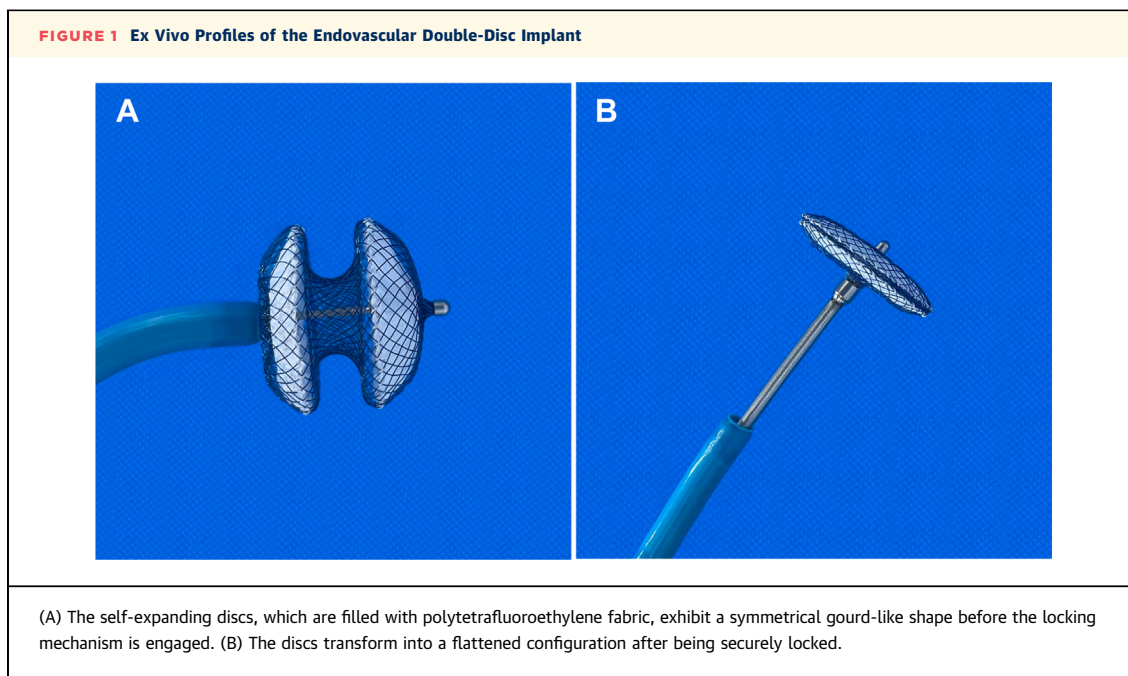 FIGURE 1 Ex Vivo Profiles of the Endovascular Double-Disc Implant
A
B
(A) The self-expanding discs, which are filled with polytetrafluoroethylene fabric, exhibit a symmetrical gourd-like shape before the locking
mechanism is engaged. (B) The discs transform into a flattened configuration after being securely locked.